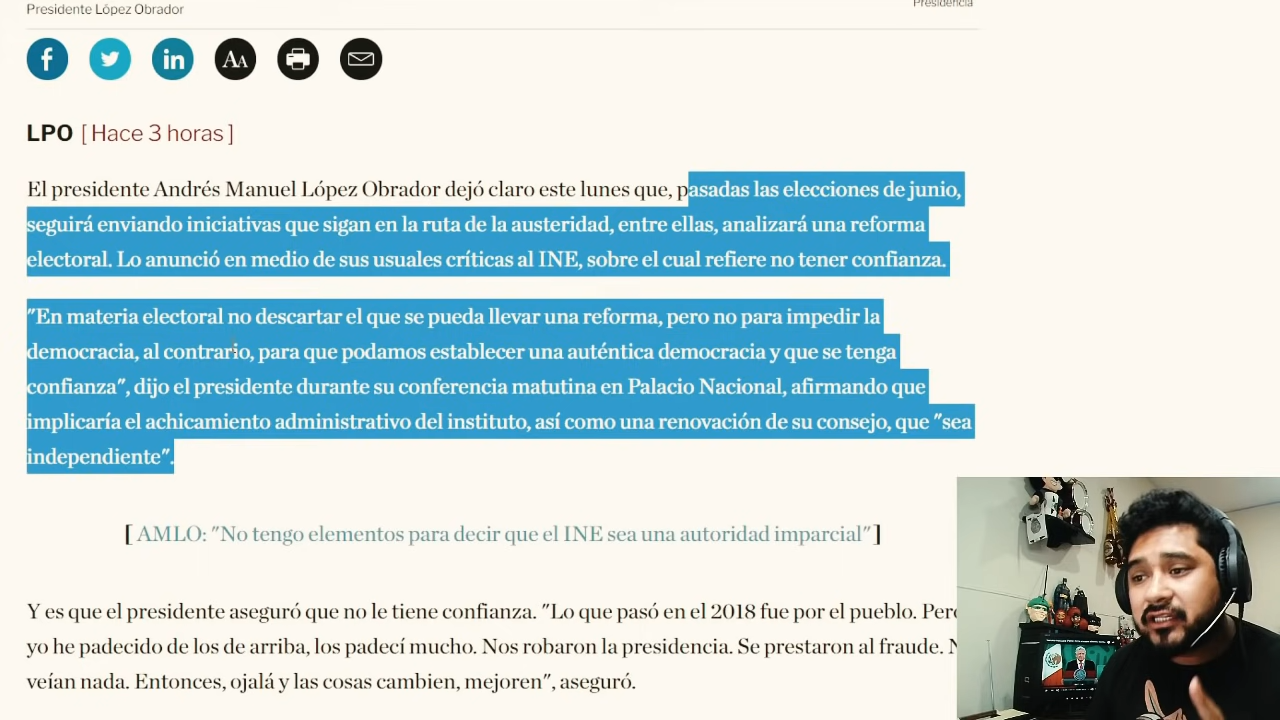 Presidente López Obrador
Presidencia
f
in
AA
LPO [ Hace 3 horas ]
El presidente Andrés Manuel López Obrador dejó claro este lunes que, pasadas las elecciones de junio,
seguirá enviando iniciativas que sigan en la ruta de la austeridad, entre ellas, analizará una reforma
electoral. Lo anunció en medio de sus usuales críticas al INE, sobre el cual refiere no tener confianza.
"En materia electoral no descartar el que se pueda llevar una reforma, pero no para impedir la
democracia, al contrario, para que podamos establecer una auténtica democracia y que se tenga
confianza", dijo el presidente durante su conferencia matutina en Palacio Nacional, afirmando que
implicaría el achicamiento administrativo del instituto, así como una renovación de su consejo, que "sea
independiente".
[ AMLO: "No tengo elementos para decir que el INE sea una autoridad imparcial" ]
Y es que el presidente aseguró que no le tiene confianza. "Lo que pasó en el 2018 fue por el pueblo. Pero
yo he padecido de los de arriba, los padecí mucho. Nos robaron la presidencia. Se prestaron al fraude.
veían nada. Entonces, ojalá y las cosas cambien, mejoren", aseguró.